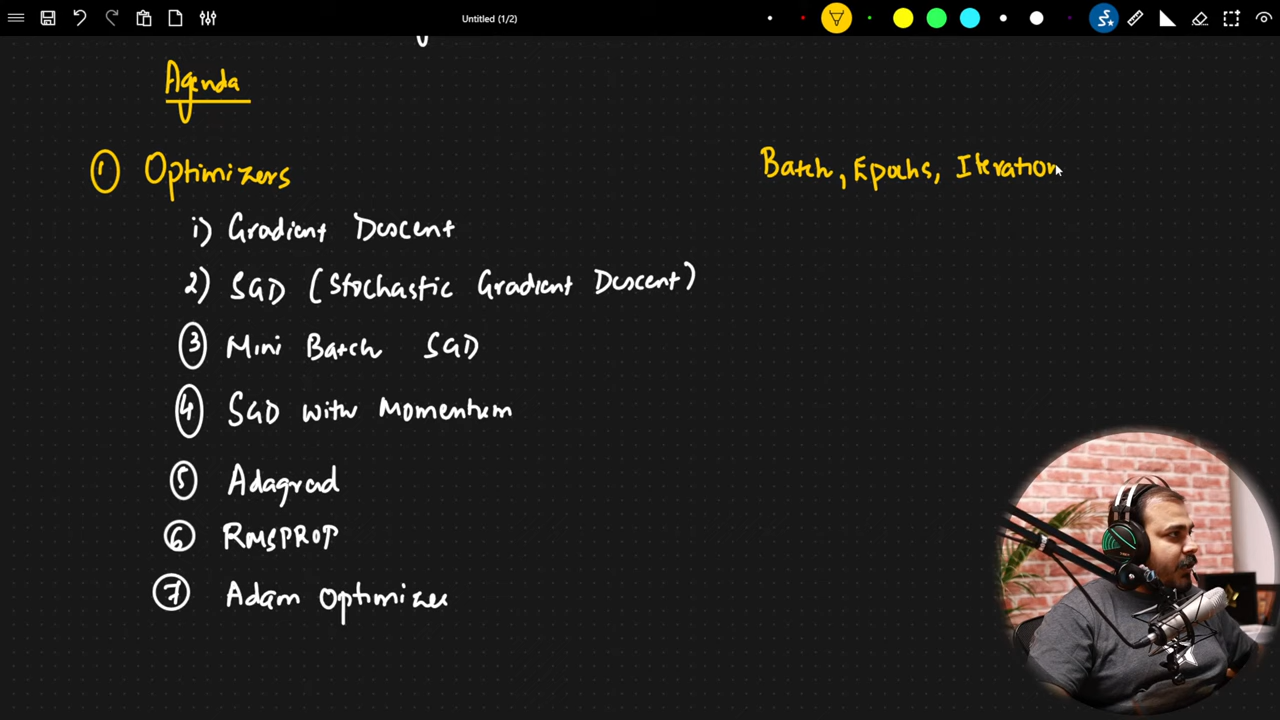 Untitled (1/2)
Agenda
① Optimizers
Batch, Epochs, Iteration
i) Gradient Descent
2) SGD (Stochastic Gradient Descent)
③ Mini Batch SGD
④ SGD with Momentum
⑤ Adagrad
⑥ RMSPROP
⑦ Adam Optimizer